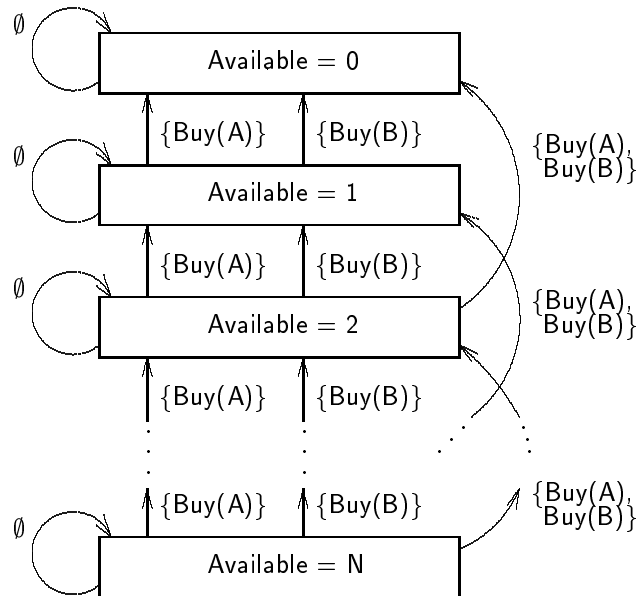 ∅
Available = 0
{Buy(A)} {Buy(B)}
{Buy(A),
Buy(B)}
∅
Available = 1
{Buy(A)} {Buy(B)}
{Buy(A),
Buy(B)}
∅
Available = 2
{Buy(A)} {Buy(B)}
{Buy(A)} {Buy(B)}
{Buy(A),
Buy(B)}
∅
Available = N